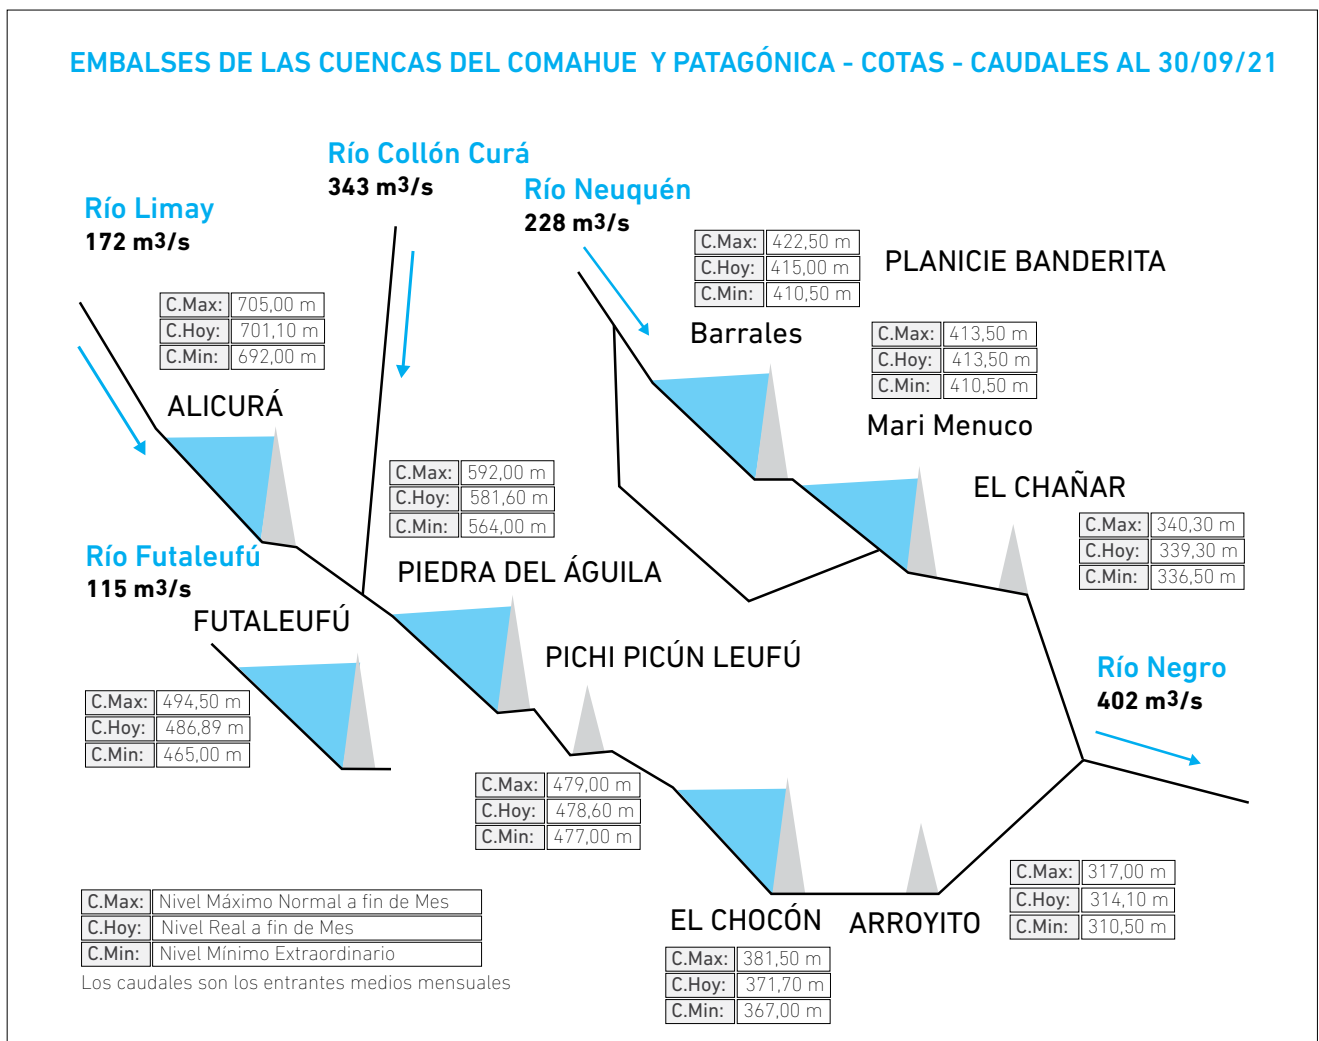 EMBALSES DE LAS CUENCAS DEL COMAHUE Y PATAGÓNICA - COTAS - CAUDALES AL 30/09/21
Río Collón Curá
343 m3/s
Río Neuquén
228 m3/s
Río Limay
172 m3/s
C.Max: 422,50 m
C.Hoy: 415,00 m
C.Min: 410,50 m
PLANICIE BANDERITA
Barrales
C.Max: 705,00 m
C.Hoy: 701,10 m
C.Min: 692,00 m
ALICURÁ
C.Max: 413,50 m
C.Hoy: 413,50 m
C.Min: 410,50 m
Mari Menuco
C.Max: 592,00 m
C.Hoy: 581,60 m
C.Min: 564,00 m
PIEDRA DEL ÁGUILA
EL CHAÑAR
C.Max: 340,30 m
C.Hoy: 339,30 m
C.Min: 336,50 m
Río Futaleufú
115 m3/s
FUTALEUFÚ
C.Max: 494,50 m
C.Hoy: 486,89 m
C.Min: 465,00 m
PICHI PICÚN LEUFÚ
C.Max: 479,00 m
C.Hoy: 478,60 m
C.Min: 477,00 m
Río Negro
402 m3/s
C.Max: 317,00 m
C.Hoy: 314,10 m
C.Min: 310,50 m
EL CHOCÓN
ARROYITO
C.Max: 381,50 m
C.Hoy: 371,70 m
C.Min: 367,00 m
C.Max: Nivel Máximo Normal a fin de Mes
C.Hoy: Nivel Real a fin de Mes
C.Min: Nivel Mínimo Extraordinario
Los caudales son los entrantes medios mensuales